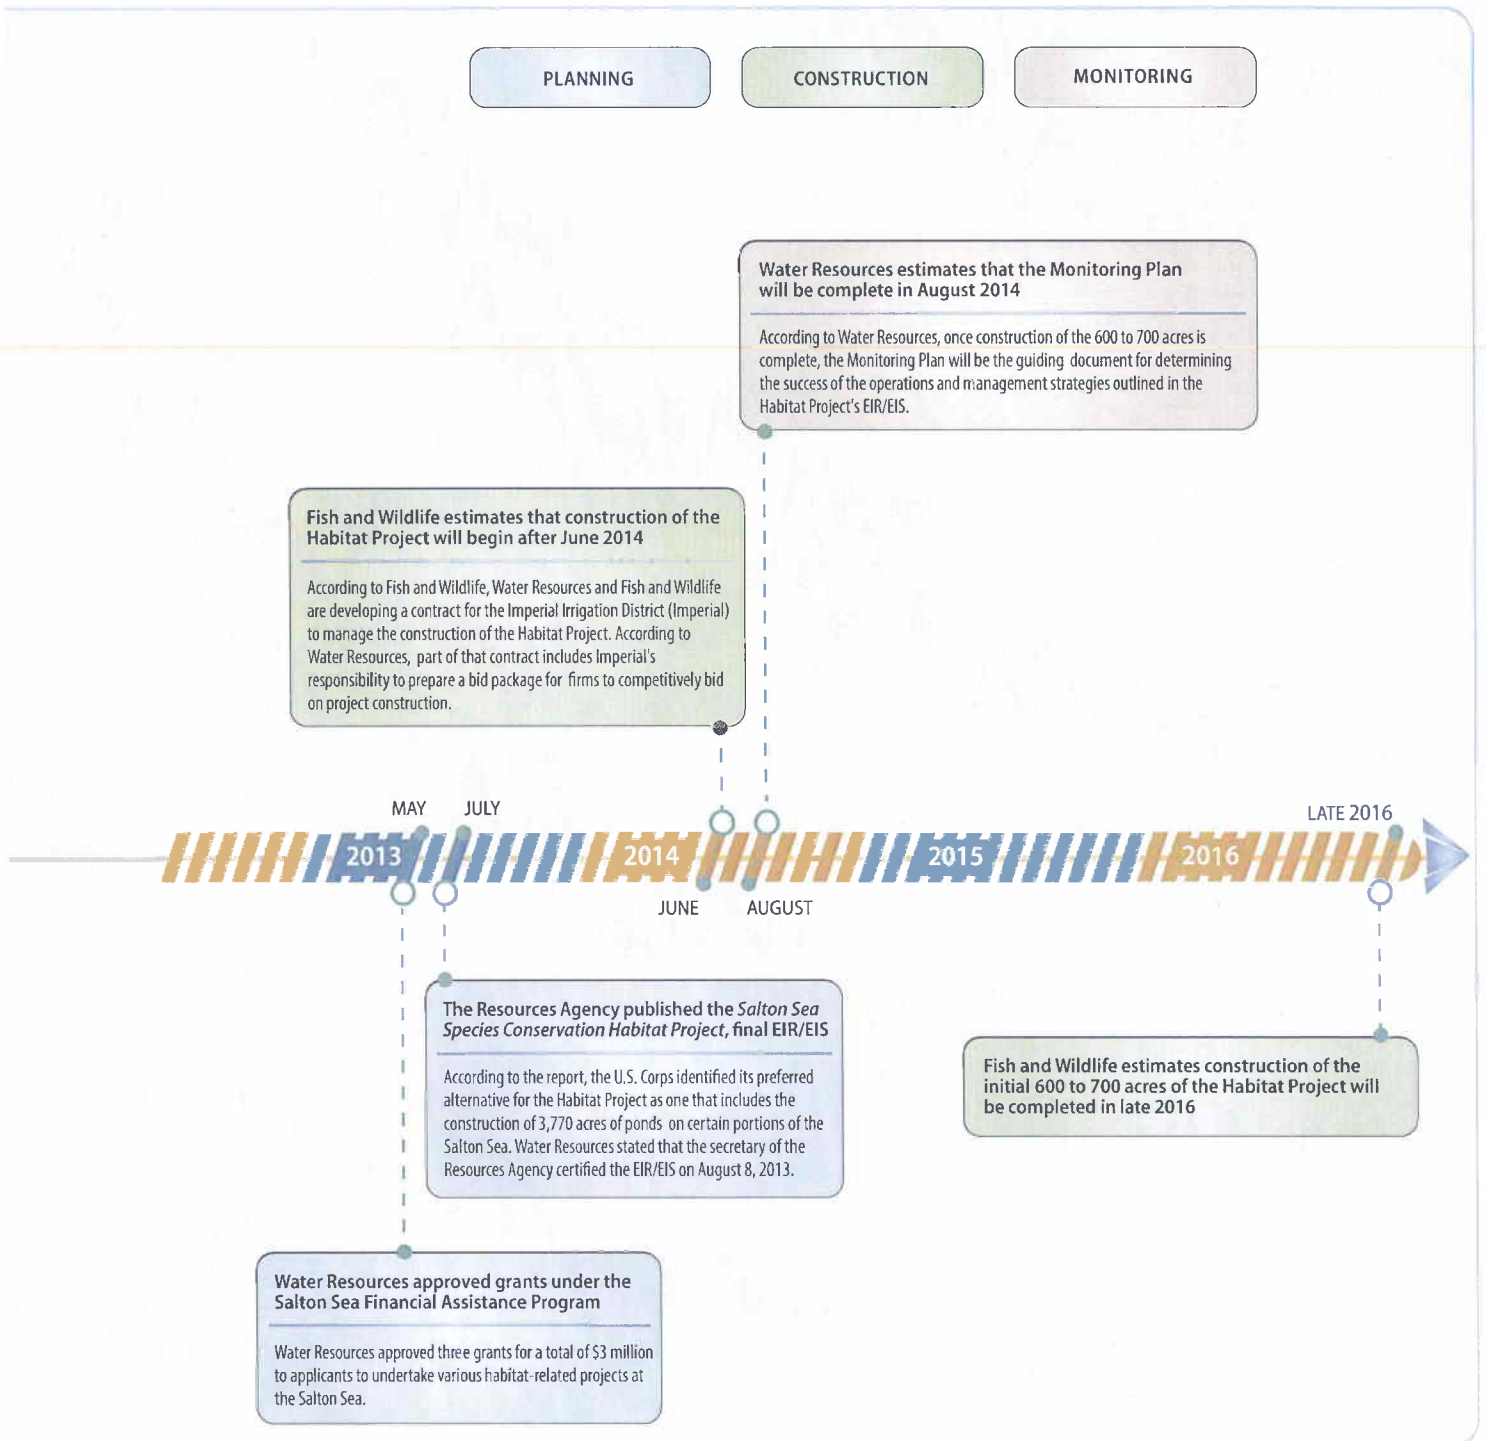 PLANNING
CONSTRUCTION
MONITORING
Water Resources estimates that the Monitoring Plan
will be complete in August 2014
According to Water Resources, once construction of the 600 to 700 acres is
complete, the Monitoring Plan will be the guiding document for determining
the success of the operations and management strategies outlined in the
Habitat Project's EIR/EIS.
Fish and Wildlife estimates that construction of the
Habitat Project will begin after June 2014
According to Fish and Wildlife, Water Resources and Fish and Wildlife
are developing a contract for the Imperial Irrigation District (Imperial)
to manage the construction of the Habitat Project. According to
Water Resources, part of that contract includes Imperial's
responsibility to prepare a bid package for firms to competitively bid
on project construction.
MAY
JULY
LATE 2016
2013
2014
2015
2016
JUNE
AUGUST
The Resources Agency published the Salton Sea
Species Conservation Habitat Project, final EIR/EIS
According to the report, the U.S. Corps identified its preferred
alternative for the Habitat Project as one that includes the
construction of 3,770 acres of ponds on certain portions of the
Salton Sea. Water Resources stated that the secretary of the
Resources Agency certified the EIR/EIS on August 8, 2013.
Fish and Wildlife estimates construction of the
initial 600 to 700 acres of the Habitat Project will
be completed in late 2016
Water Resources approved grants under the
Salton Sea Financial Assistance Program
Water Resources approved three grants for a total of $3 million
to applicants to undertake various habitat-related projects at
the Salton Sea.